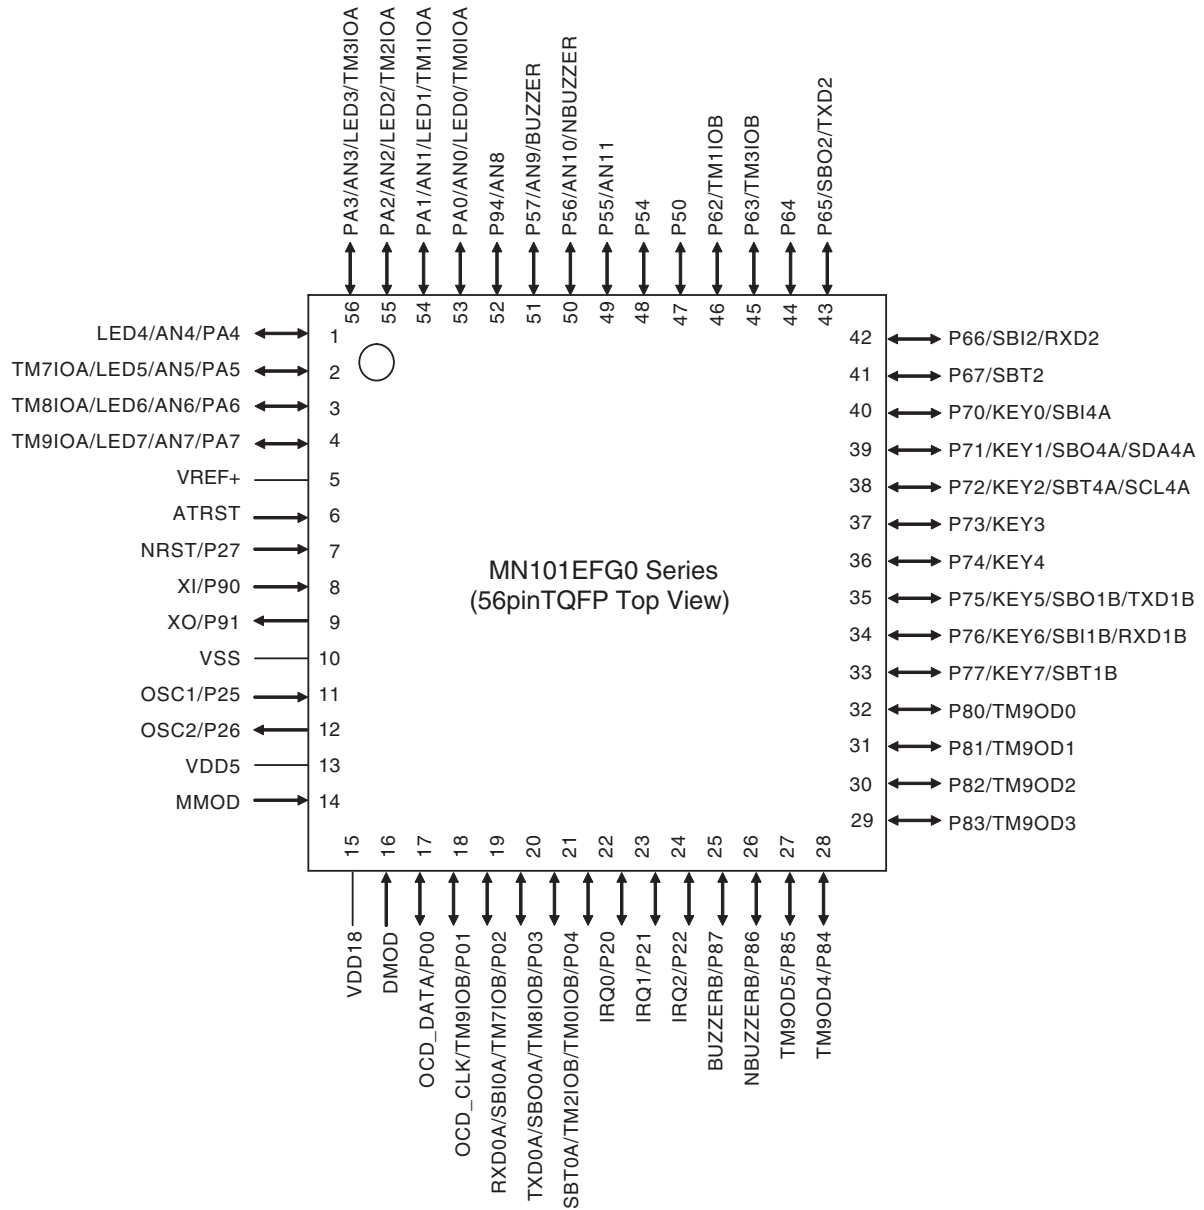 PA3/AN3/LED3/TM3IOA
PA2/AN2/LED2/TM2IOA
PA1/AN1/LED1/TM1IOA
PA0/AN0/LED0/TM0IOA
P94/AN8
P57/AN9/BUZZER
P56/AN10/NBUZZER
P55/AN11
P54
P50
P62/TM1IOB
P63/TM3IOB
P64
P65/SBO2/TXD2
56
55
54
53
52
51
50
49
48
47
46
45
44
43
LED4/AN4/PA4 1
TM7IOA/LED5/AN5/PA5 2
TM8IOA/LED6/AN6/PA6 3
TM9IOA/LED7/AN7/PA7 4
VREF+ 5
ATRST 6
NRST/P27 7
XI/P90 8
XO/P91 9
VSS 10
OSC1/P25 11
OSC2/P26 12
VDD5 13
MMOD 14
MN101EFG0 Series
(56pinTQFP Top View)
42 P66/SBI2/RXD2
41 P67/SBT2
40 P70/KEY0/SBI4A
39 P71/KEY1/SBO4A/SDA4A
38 P72/KEY2/SBT4A/SCL4A
37 P73/KEY3
36 P74/KEY4
35 P75/KEY5/SBO1B/TXD1B
34 P76/KEY6/SBI1B/RXD1B
33 P77/KEY7/SBT1B
32 P80/TM9OD0
31 P81/TM9OD1
30 P82/TM9OD2
29 P83/TM9OD3
15
16
17
18
19
20
21
22
23
24
25
26
27
28
VDD18
DMOD
OCD_DATA/P00
OCD_CLK/TM9IOB/P01
RXD0A/SBI0A/TM7IOB/P02
TXD0A/SBO0A/TM8IOB/P03
SBT0A/TM2IOB/TM0IOB/P04
IRQ0/P20
IRQ1/P21
IRQ2/P22
BUZZERB/P87
NBUZZERB/P86
TM9OD5/P85
TM9OD4/P84